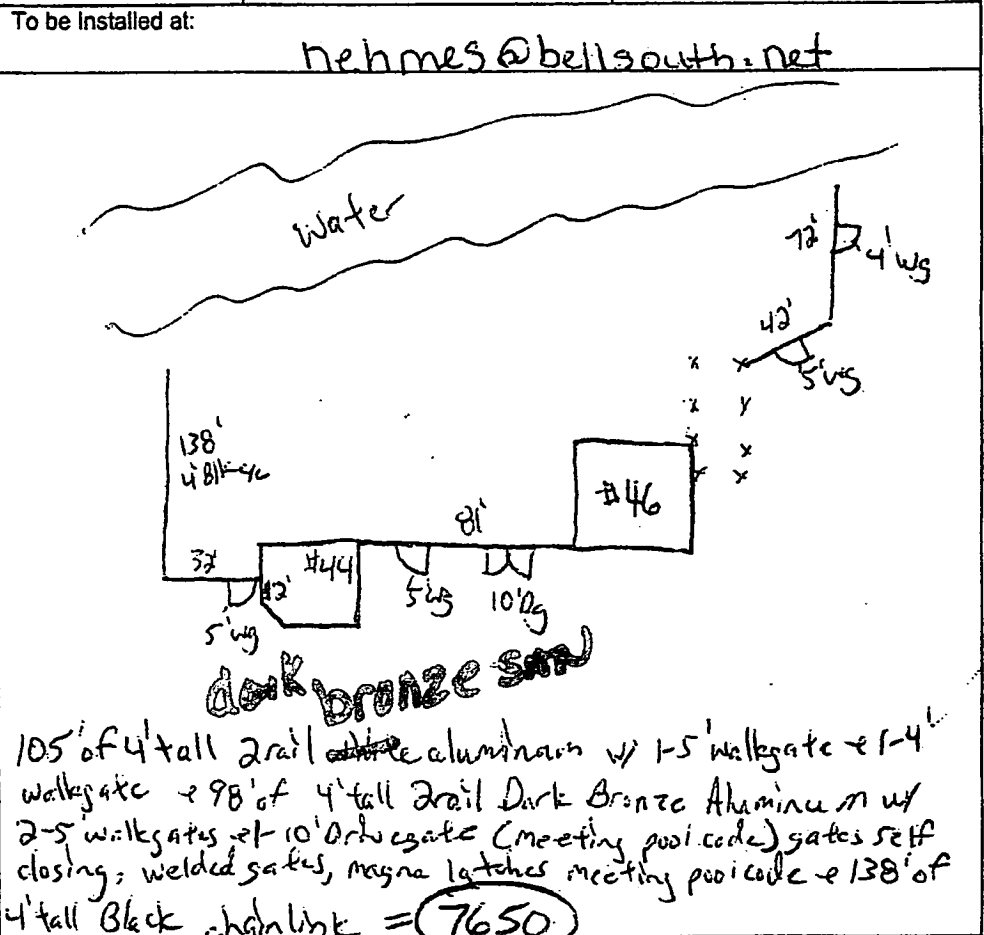 To be Installed at:
nehmes@bellsouth.net
Water
72'
4' wg
42'
5' wg
138'
4' Blk
#46
81'
32'
#44
12'
5' wg
5' wg
10' Dg
dark bronze smn
105' of 4' tall 2rail aluminum w/ 1-5' walkgate & 1-4'
walkgate & 98' of 4' tall 2rail Dark Bronze Aluminum w/
2-5' walkgates & 1-10' Drivegate (meeting pool code) gates self
closing, welded gates, magna latches meeting pool code & 138' of
4' tall Black chainlink = 7650